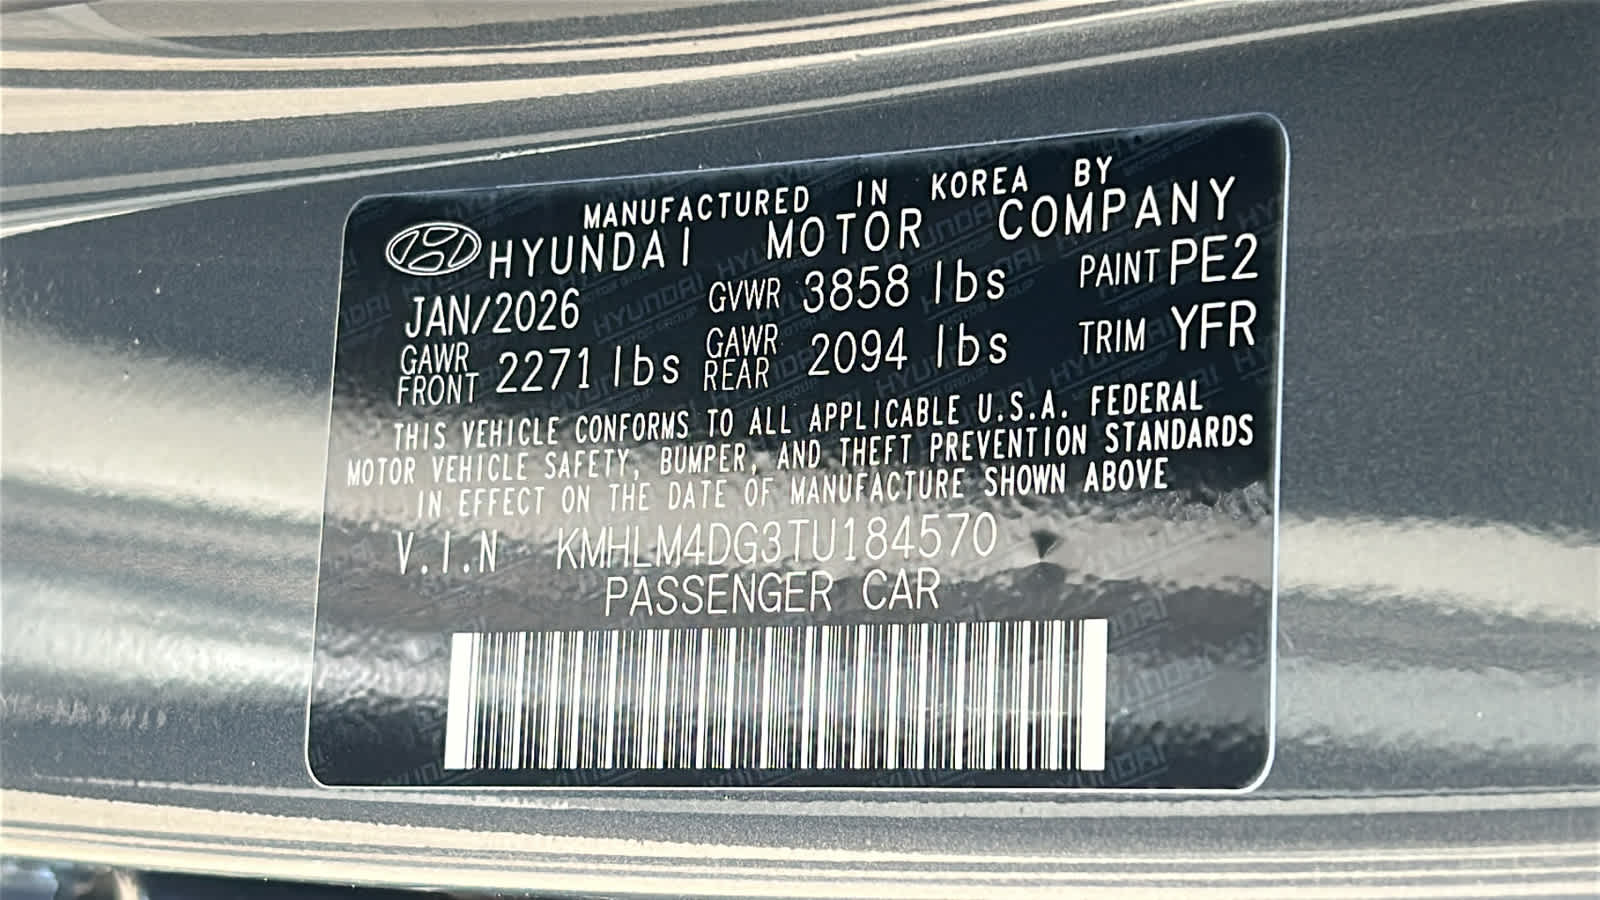 MANUFACTURED IN KOREA BY
HYUNDAI MOTOR COMPANY
JAN/2026 GVWR 3858 lbs PAINT PE2
GAWR FRONT 2271 lbs GAWR REAR 2094 lbs TRIM YFR
THIS VEHICLE CONFORMS TO ALL APPLICABLE U.S.A. FEDERAL
MOTOR VEHICLE SAFETY, BUMPER, AND THEFT PREVENTION STANDARDS
IN EFFECT ON THE DATE OF MANUFACTURE SHOWN ABOVE
V.I.N KMHLM4DG3TU184570
PASSENGER CAR